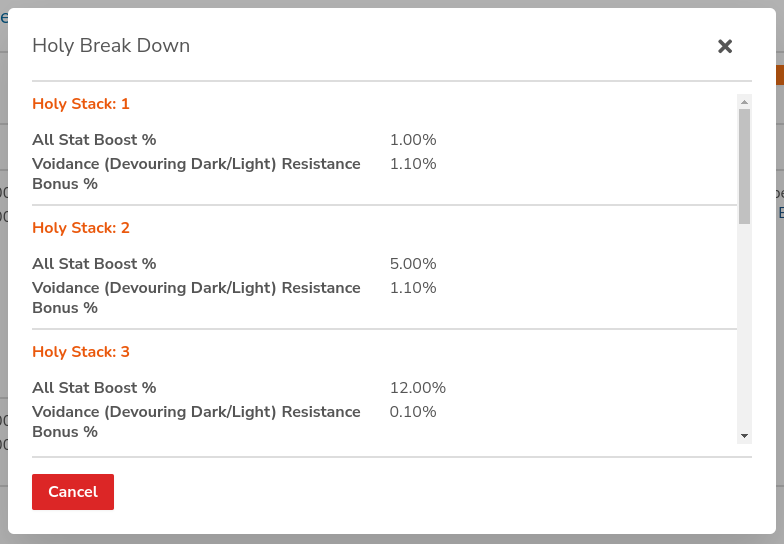 Holy Break Down
Holy Stack: 1
All Stat Boost % 1.00%
Voidance (Devouring Dark/Light) Resistance 1.10%
Bonus %
Holy Stack: 2
All Stat Boost % 5.00%
Voidance (Devouring Dark/Light) Resistance 1.10%
Bonus %
Holy Stack: 3
All Stat Boost % 12.00%
Voidance (Devouring Dark/Light) Resistance 0.10%
Bonus %
Cancel